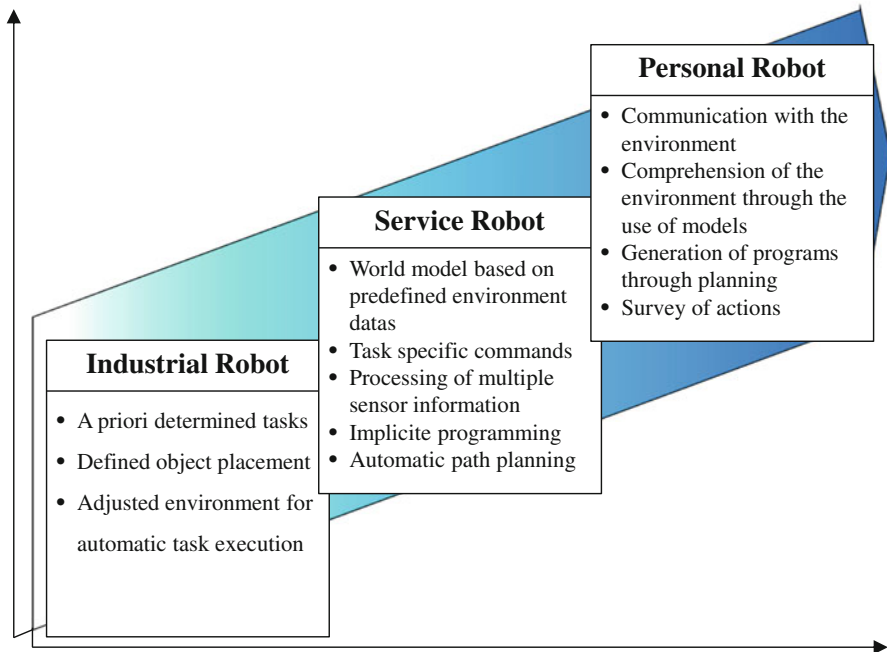 Personal Robot
• Communication with the
environment
• Comprehension of the
environment through the
use of models
• Generation of programs
through planning
• Survey of actions
Service Robot
• World model based on
predefined environment
datas
• Task specific commands
• Processing of multiple
sensor information
• Implicite programming
• Automatic path planning
Industrial Robot
• A priori determined tasks
• Defined object placement
• Adjusted environment for
automatic task execution